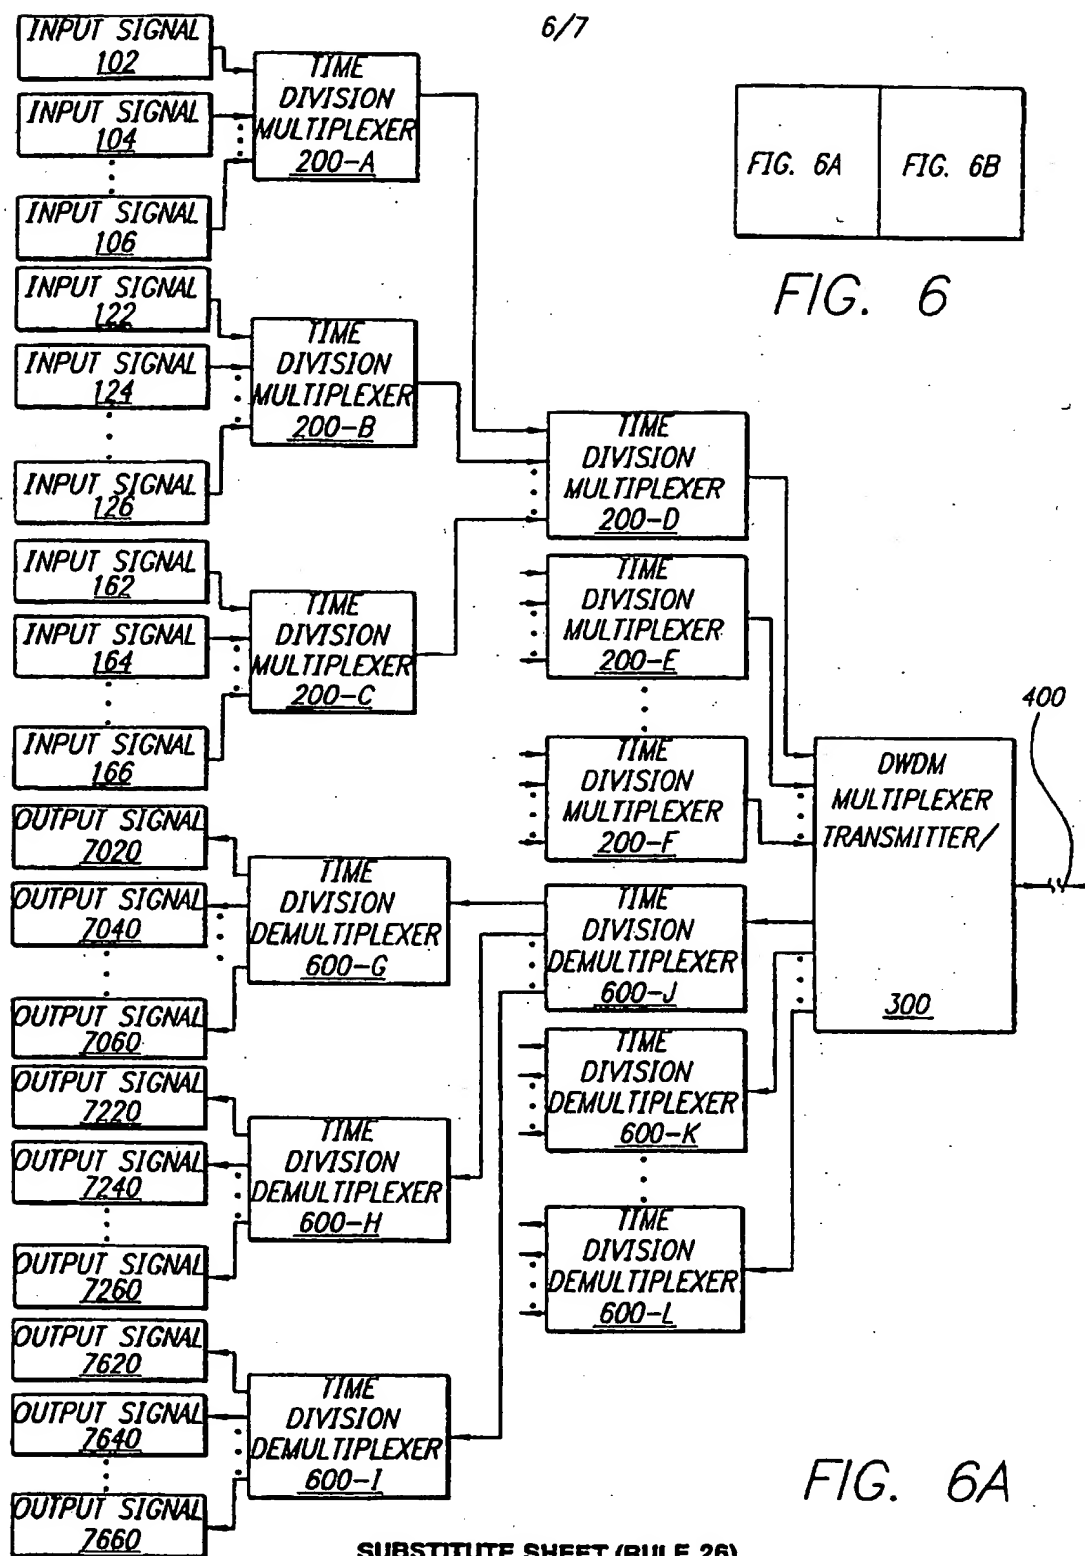 6/7
INPUT SIGNAL
102
INPUT SIGNAL
104
INPUT SIGNAL
106
TIME
DIVISION
MULTIPLEXER
200-A
FIG. 6A
FIG. 6B
FIG. 6
INPUT SIGNAL
122
INPUT SIGNAL
124
INPUT SIGNAL
126
TIME
DIVISION
MULTIPLEXER
200-B
INPUT SIGNAL
162
INPUT SIGNAL
164
INPUT SIGNAL
166
TIME
DIVISION
MULTIPLEXER
200-C
TIME
DIVISION
MULTIPLEXER
200-D
TIME
DIVISION
MULTIPLEXER
200-E
TIME
DIVISION
MULTIPLEXER
200-F
DWDM
MULTIPLEXER
TRANSMITTER/
300
400
OUTPUT SIGNAL
7020
OUTPUT SIGNAL
7040
OUTPUT SIGNAL
7060
TIME
DIVISION
DEMULTIPLEXER
600-G
OUTPUT SIGNAL
7220
OUTPUT SIGNAL
7240
OUTPUT SIGNAL
7260
TIME
DIVISION
DEMULTIPLEXER
600-H
OUTPUT SIGNAL
7620
OUTPUT SIGNAL
7640
OUTPUT SIGNAL
7660
TIME
DIVISION
DEMULTIPLEXER
600-I
TIME
DIVISION
DEMULTIPLEXER
600-J
TIME
DIVISION
DEMULTIPLEXER
600-K
TIME
DIVISION
DEMULTIPLEXER
600-L
FIG. 6A
SUBSTITUTE SHEET (RULE 26)